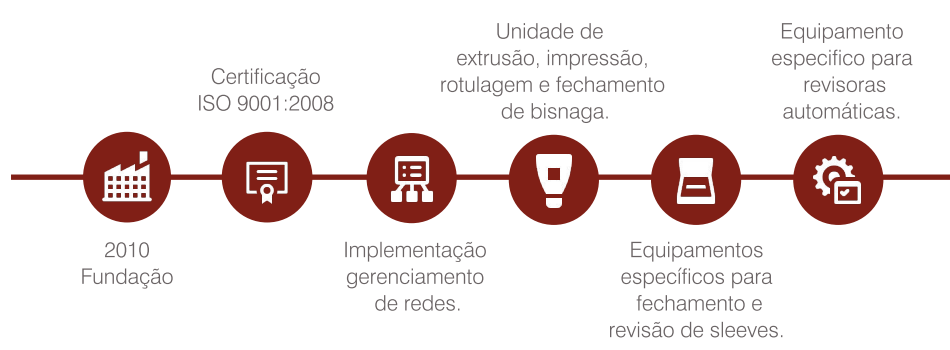 2010
Fundação
Certificação
ISO 9001:2008
Implementação
gerenciamento
de redes.
Unidade de
extrusão, impressão,
rotulagem e fechamento
de bisnaga.
Equipamentos
específicos para
fechamento e
revisão de sleeves.
Equipamento
especifico para
revisoras
automáticas.